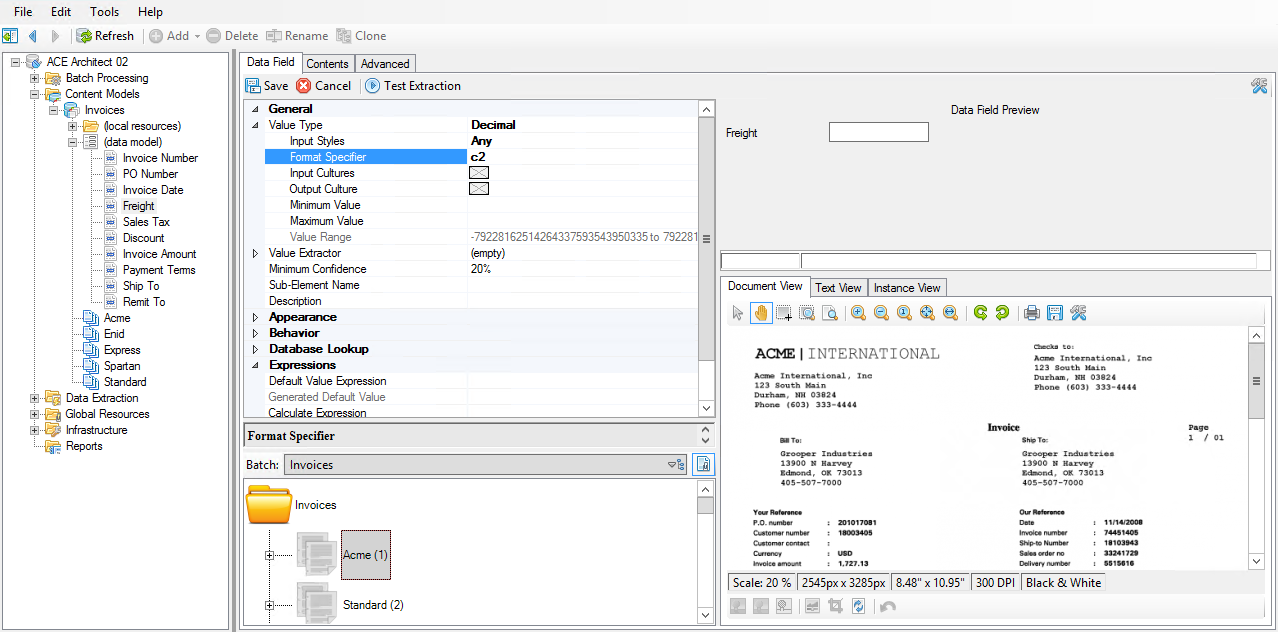 File Edit Tools Help
Refresh Add Delete Rename Clone
ACE Architect 02
Batch Processing
Content Models
Invoices
(local resources)
(data model)
Invoice Number
PO Number
Invoice Date
Freight
Sales Tax
Discount
Invoice Amount
Payment Terms
Ship To
Remit To
Acme
Enid
Express
Spartan
Standard
Data Extraction
Global Resources
Infrastructure
Reports
Data Field Contents Advanced
Save Cancel Test Extraction
General
Value Type Decimal
Input Styles Any
Format Specifier c2
Input Cultures
Output Culture
Minimum Value
Maximum Value
Value Range -79228162514264337593543950335 to 792281
Value Extractor (empty)
Minimum Confidence 20%
Sub-Element Name
Description
Appearance
Behavior
Database Lookup
Expressions
Default Value Expression
Generated Default Value
Calculate Expression
Format Specifier
Batch: Invoices
Invoices
Acme (1)
Standard (2)
Data Field Preview
Freight
Document View Text View Instance View
ACME | INTERNATIONAL
Acme International, Inc
123 South Main
Durham, NH 03824
Phone (603) 333-4444
Checks to:
Acme International, Inc
123 South Main
Durham, NH 03824
Phone (603) 333-4444
Invoice
Page
1 / 01
Bill To:
Grooper Industries
13900 N Harvey
Edmond, OK 73013
405-507-7000
Ship To:
Grooper Industries
13900 N Harvey
Edmond, OK 73013
405-507-7000
Your Reference
P.O. number : 201017081
Customer number : 18003405
Customer contact :
Currency : USD
Invoice amount : 1,727.13
Our Reference
Date : 11/14/2008
Invoice number : 74451405
Ship-to Number : 18103943
Sales order no : 33241729
Delivery number : 5515616
Scale: 20 % 2545px x 3285px 8.48" x 10.95" 300 DPI Black & White